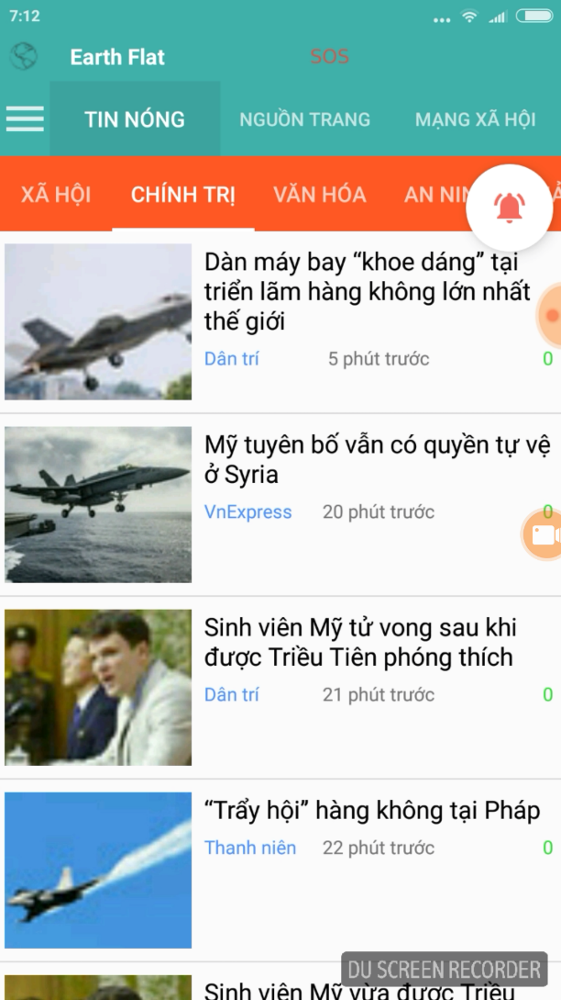 7:12
Earth Flat
SOS
TIN NÓNG
NGUỒN TRANG
MẠNG XÃ HỘI
XÃ HỘI
CHÍNH TRỊ
VĂN HÓA
AN NIN
Dàn máy bay “khoe dáng” tại
triển lãm hàng không lớn nhất
thế giới
Dân trí 5 phút trước 0
Mỹ tuyên bố vẫn có quyền tự vệ
ở Syria
VnExpress 20 phút trước 0
Sinh viên Mỹ tử vong sau khi
được Triều Tiên phóng thích
Dân trí 21 phút trước 0
“Trẩy hội” hàng không tại Pháp
Thanh niên 22 phút trước 0
DU SCREEN RECORDER
Sinh viên Mỹ vừa được Triều